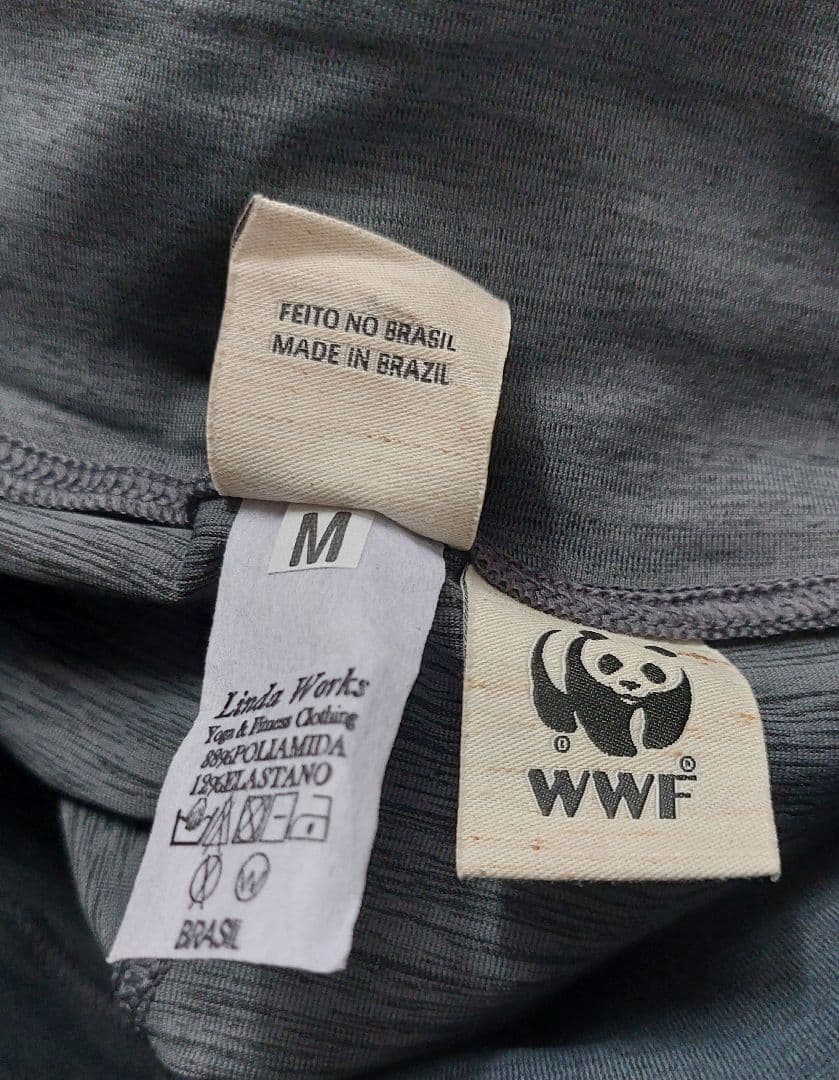 FEITO NO BRASIL
MADE IN BRAZIL
M
Linda Works
Yoga & Fitness Clothing
88%POLIAMIDA
12%ELASTANO
BRASIL
©
WWF®